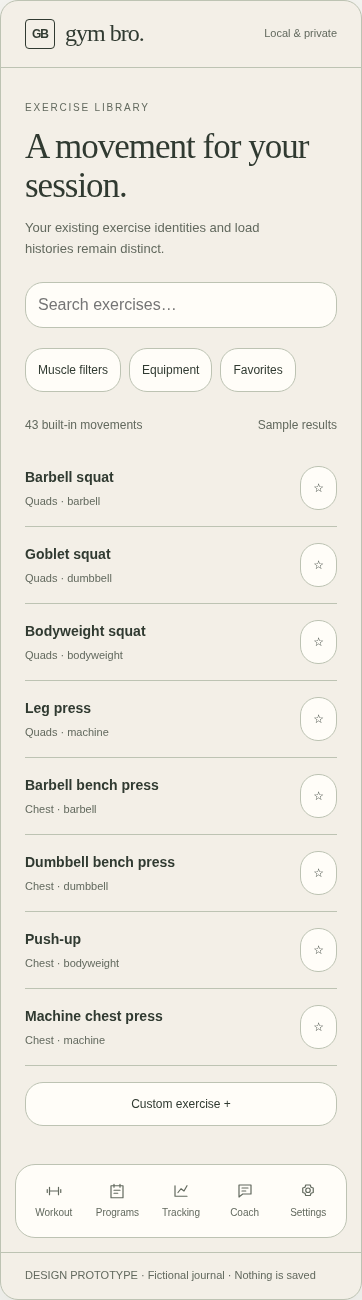 GB gym bro. Local & private
EXERCISE LIBRARY
A movement for your
session.
Your existing exercise identities and load
histories remain distinct.
Search exercises…
Muscle filters Equipment Favorites
43 built-in movements Sample results
Barbell squat
Quads · barbell
Goblet squat
Quads · dumbbell
Bodyweight squat
Quads · bodyweight
Leg press
Quads · machine
Barbell bench press
Chest · barbell
Dumbbell bench press
Chest · dumbbell
Push-up
Chest · bodyweight
Machine chest press
Chest · machine
Custom exercise +
Workout Programs Tracking Coach Settings
DESIGN PROTOTYPE · Fictional journal · Nothing is saved